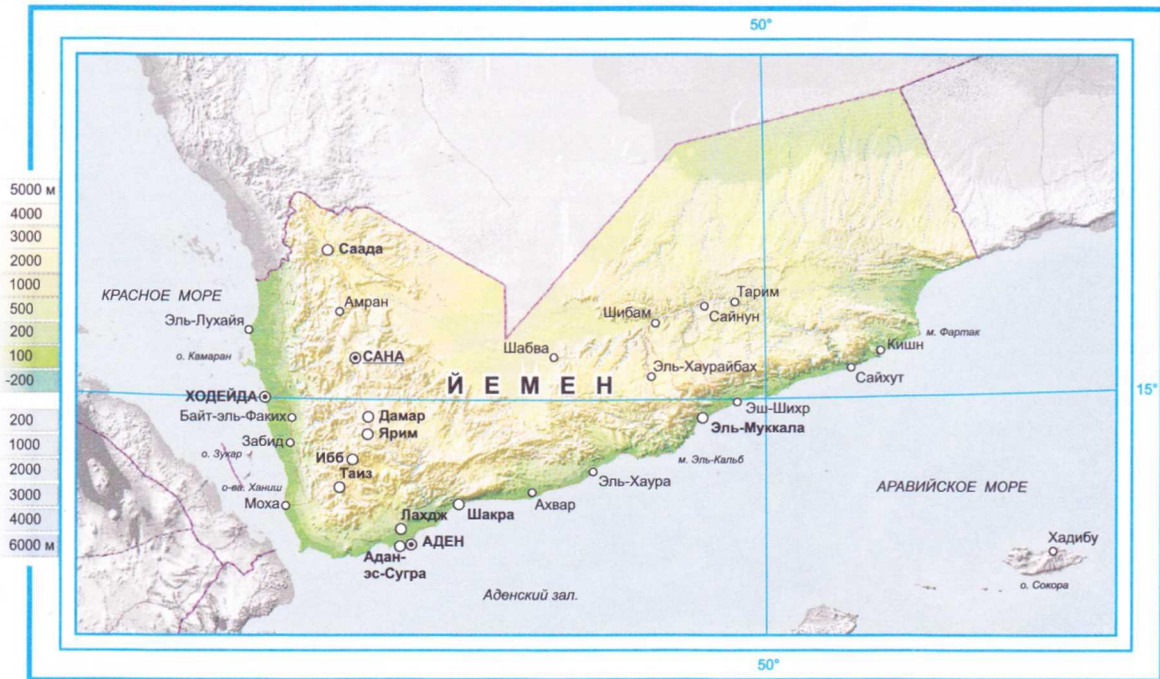 50°
5000 м
4000
3000
2000
1000
500
200
100
-200
200
1000
2000
3000
4000
6000 м
Саада
КРАСНОЕ МОРЕ
Амран
Тарим
Сайнун
Шибам
Эль-Лухайя
м. Фартак
о. Камаран
САНА
Шабва
Кишн
Эль-Хаурайбах
Сайхут
ЙЕМЕН
15°
ХОДЕЙДА
Эш-Шихр
Байт-эль-Факих
Дамар
Эль-Муккала
Ярим
Забид
о. Зукар
Ибб
м. Эль-Кальб
Таиз
Эль-Хаура
о-ва. Ханиш
АРАВИЙСКОЕ МОРЕ
Моха
Ахвар
Шакра
Лахдж
АДЕН
Адан-
эс-Сугра
Хадибу
о. Сокора
Аденский зал.
50°